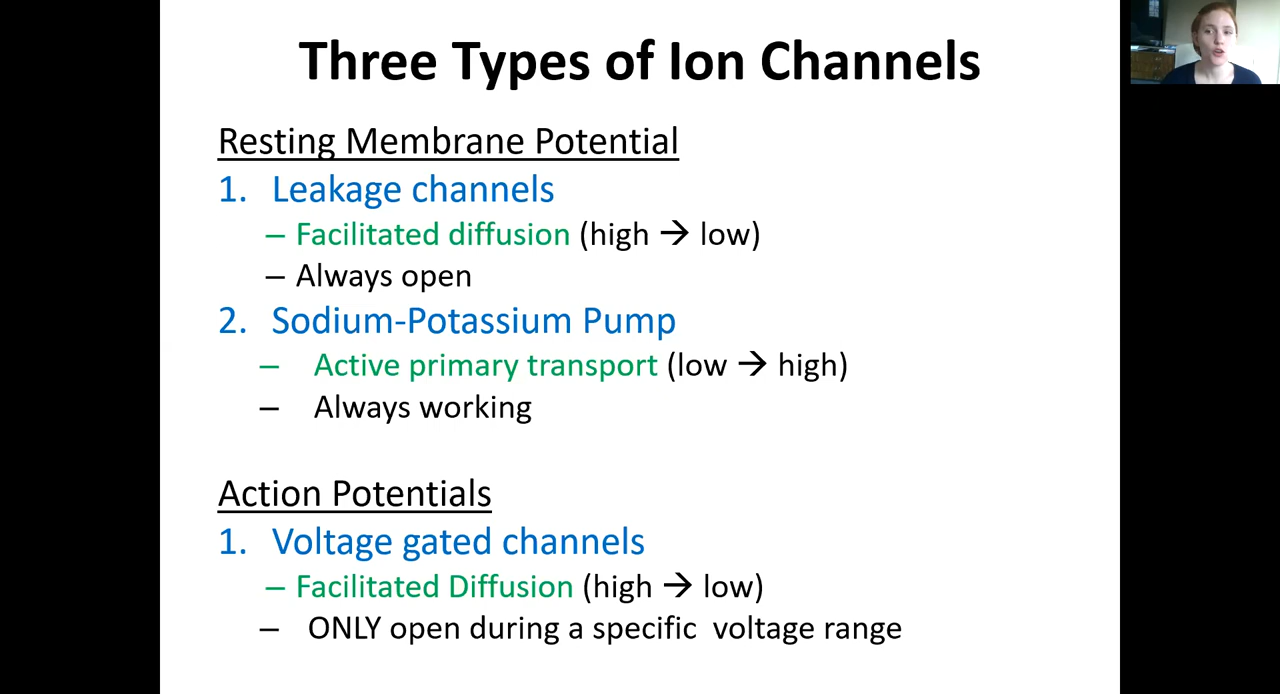 Three Types of Ion Channels
Resting Membrane Potential
1. Leakage channels
– Facilitated diffusion (high → low)
– Always open
2. Sodium-Potassium Pump
– Active primary transport (low → high)
– Always working
Action Potentials
1. Voltage gated channels
– Facilitated Diffusion (high → low)
– ONLY open during a specific voltage range